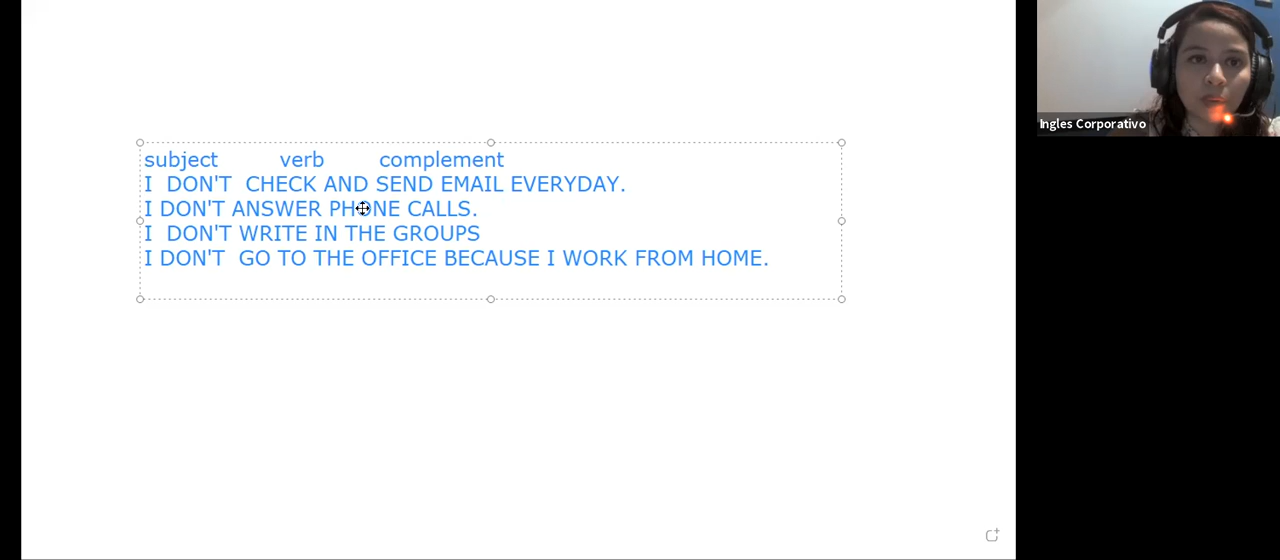 subject verb complement
I DON'T CHECK AND SEND EMAIL EVERYDAY.
I DON'T ANSWER PHONE CALLS.
I DON'T WRITE IN THE GROUPS
I DON'T GO TO THE OFFICE BECAUSE I WORK FROM HOME.
Ingles Corporativo